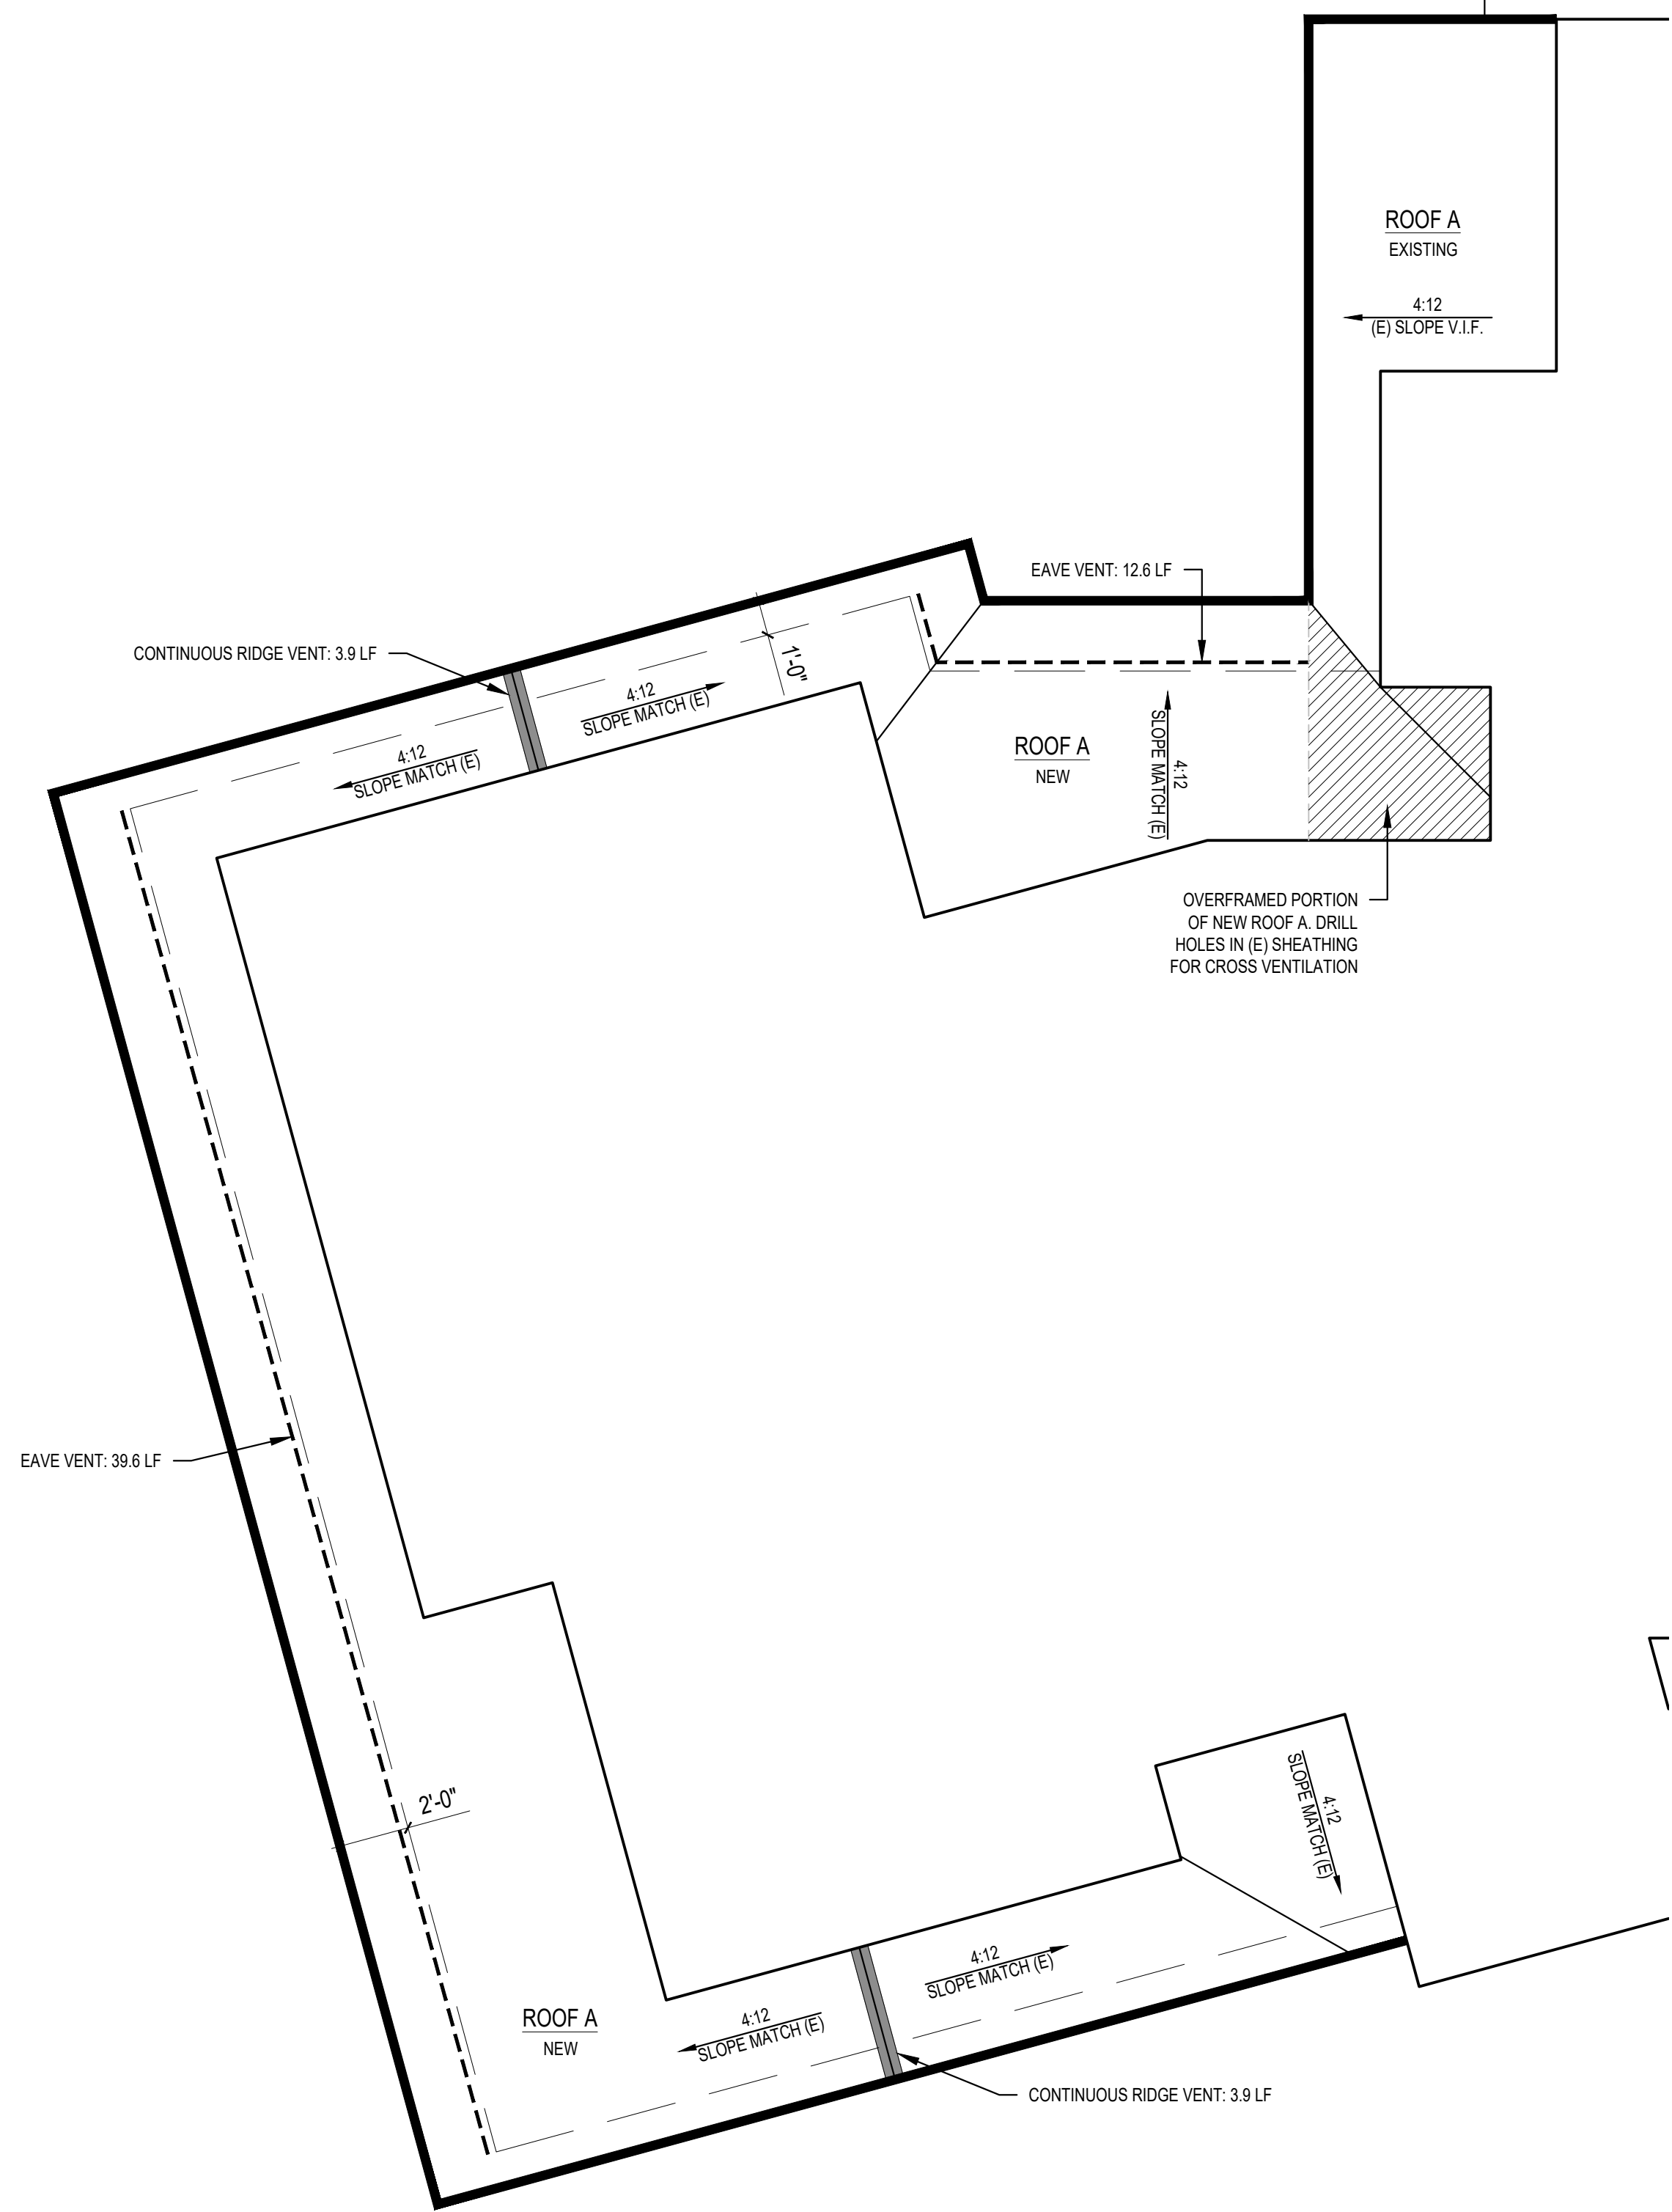 ROOF A
EXISTING
4:12
(E) SLOPE V.I.F.
EAVE VENT: 12.6 LF
CONTINUOUS RIDGE VENT: 3.9 LF
1'-0"
4:12
SLOPE MATCH (E)
4:12
SLOPE MATCH (E)
ROOF A
NEW
4:12
SLOPE MATCH (E)
OVERFRAMED PORTION
OF NEW ROOF A. DRILL
HOLES IN (E) SHEATHING
FOR CROSS VENTILATION
EAVE VENT: 39.6 LF
2'-0"
4:12
SLOPE MATCH (E)
4:12
SLOPE MATCH (E)
4:12
SLOPE MATCH (E)
ROOF A
NEW
CONTINUOUS RIDGE VENT: 3.9 LF